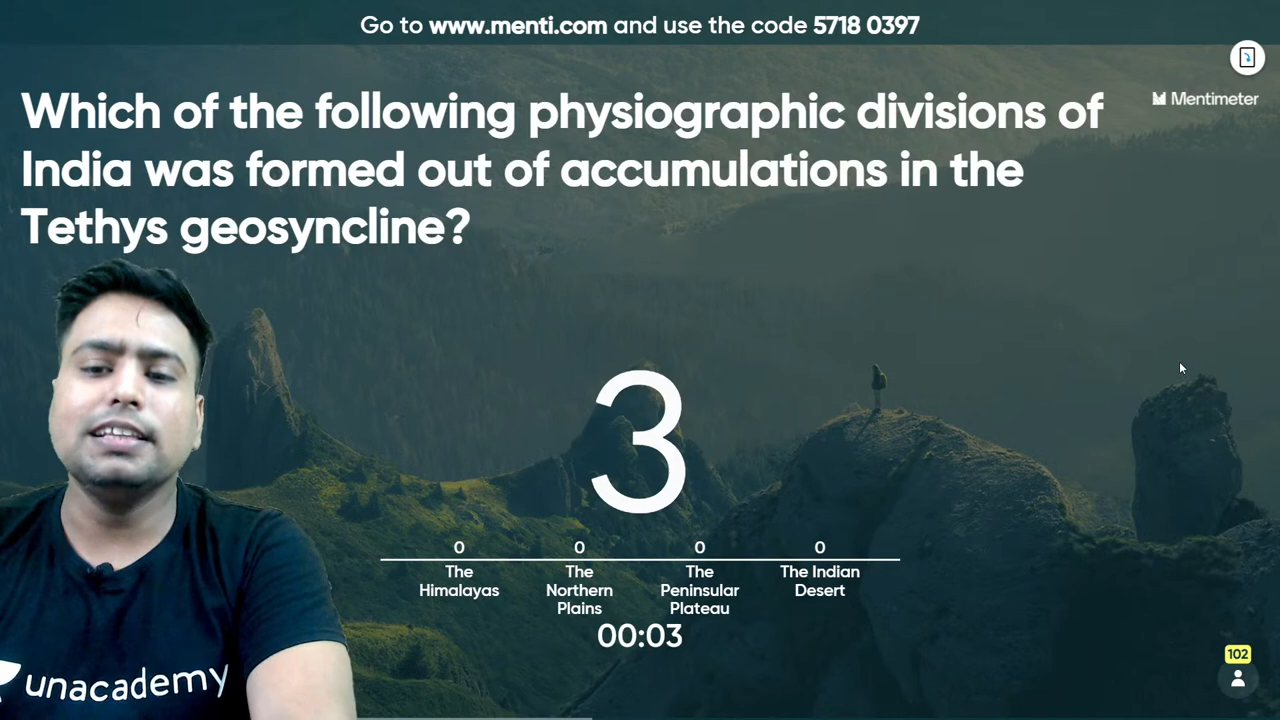 Go to www.menti.com and use the code 5718 0397
Mentimeter
Which of the following physiographic divisions of
India was formed out of accumulations in the
Tethys geosyncline?
3
0 0 0 0
The Himalayas
The Northern Plains
The Peninsular Plateau
The Indian Desert
00:03
102
unacademy